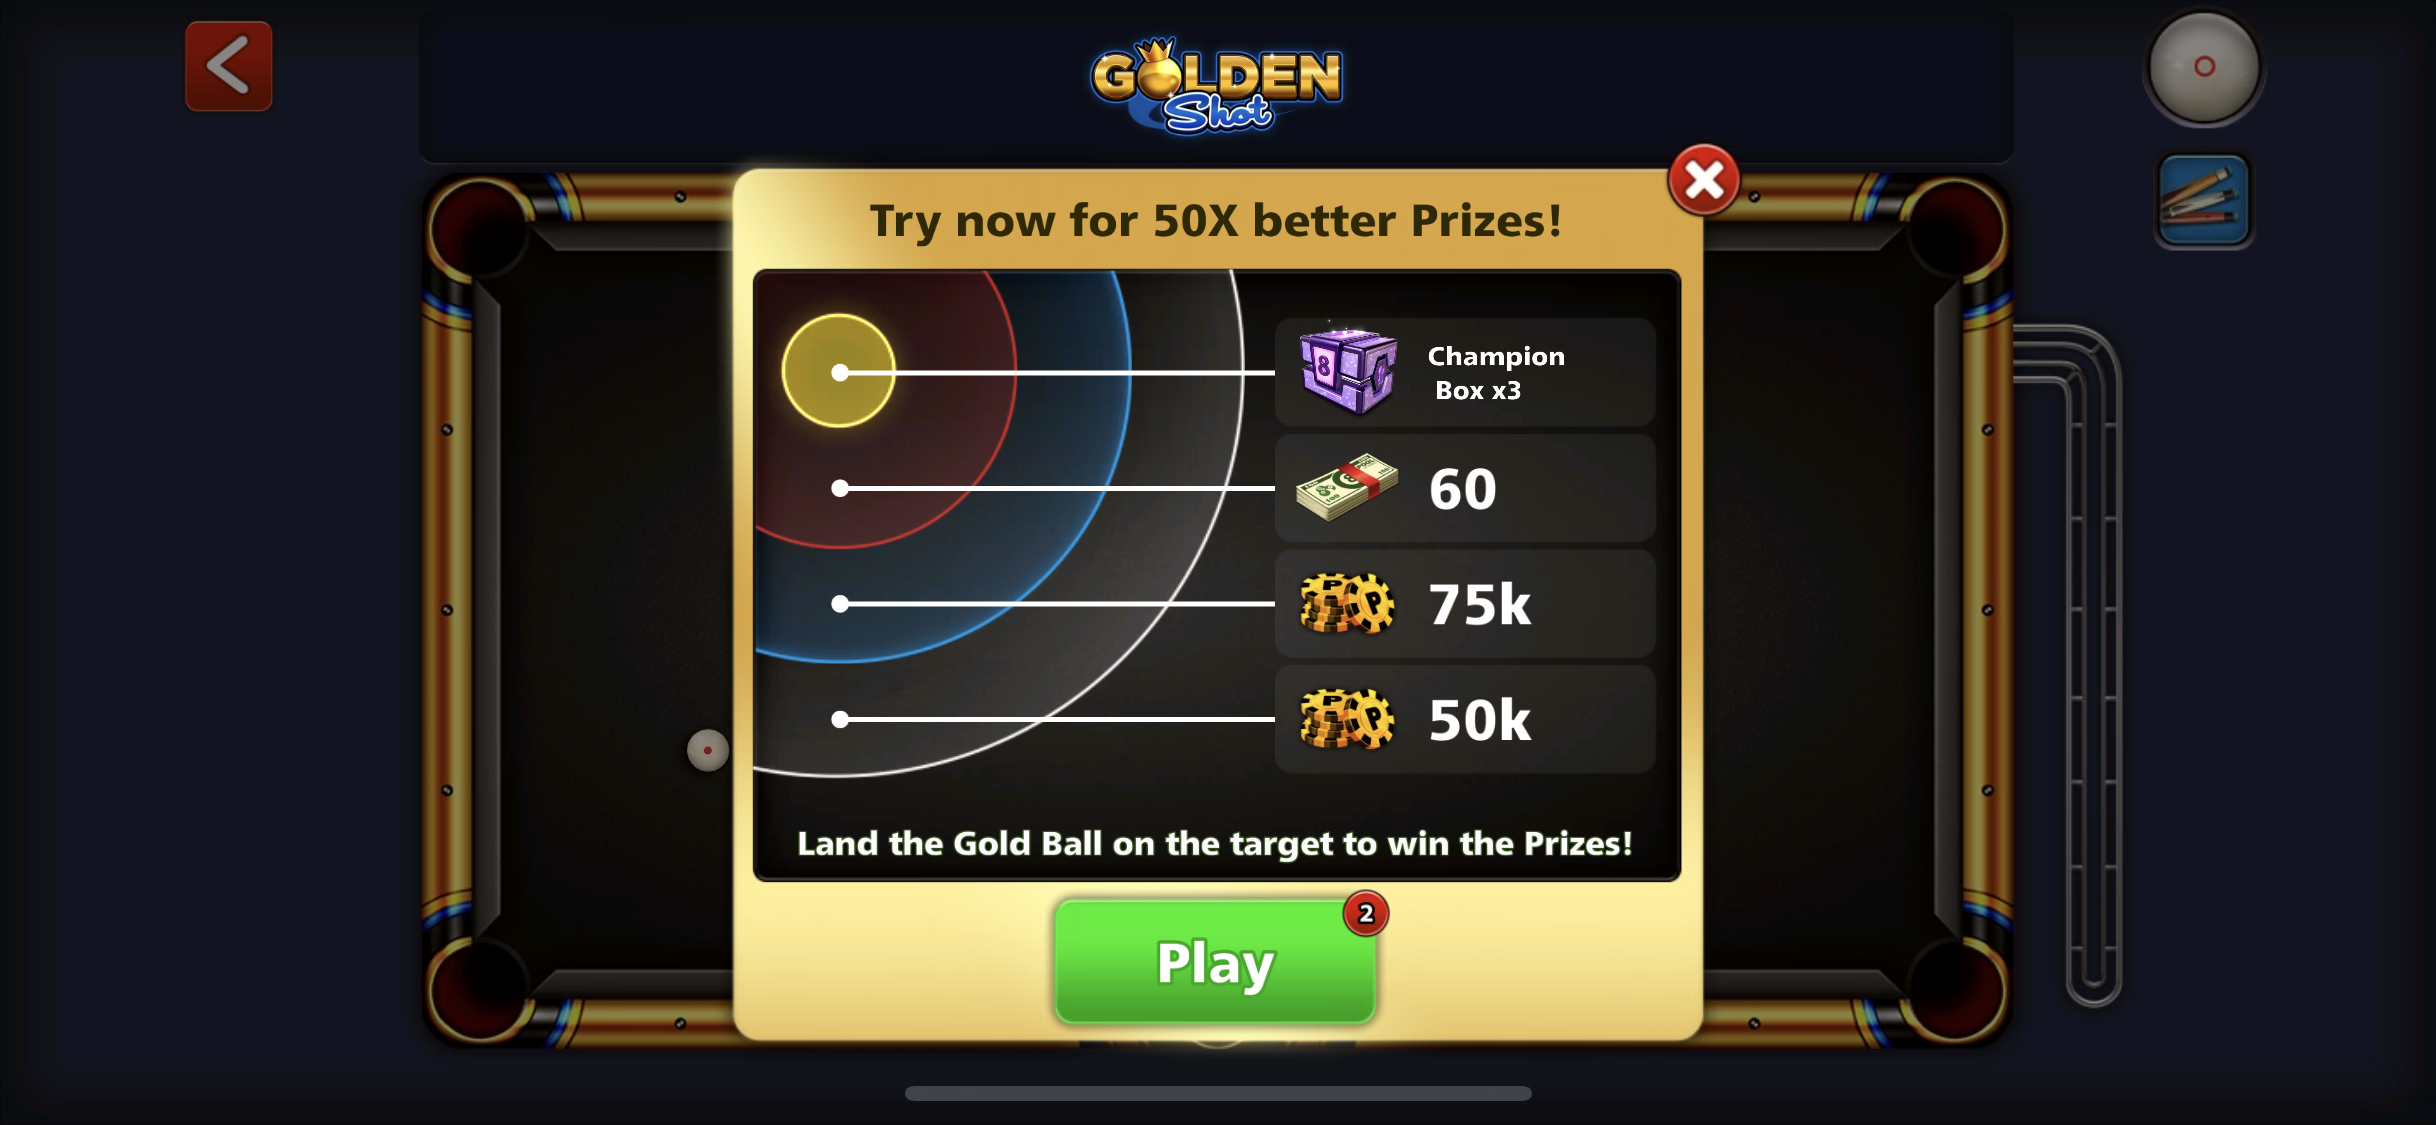 GOLDEN
Shot
Try now for 50X better Prizes!
8
Champion
Box x3
60
75k
50k
Land the Gold Ball on the target to win the Prizes!
2
Play